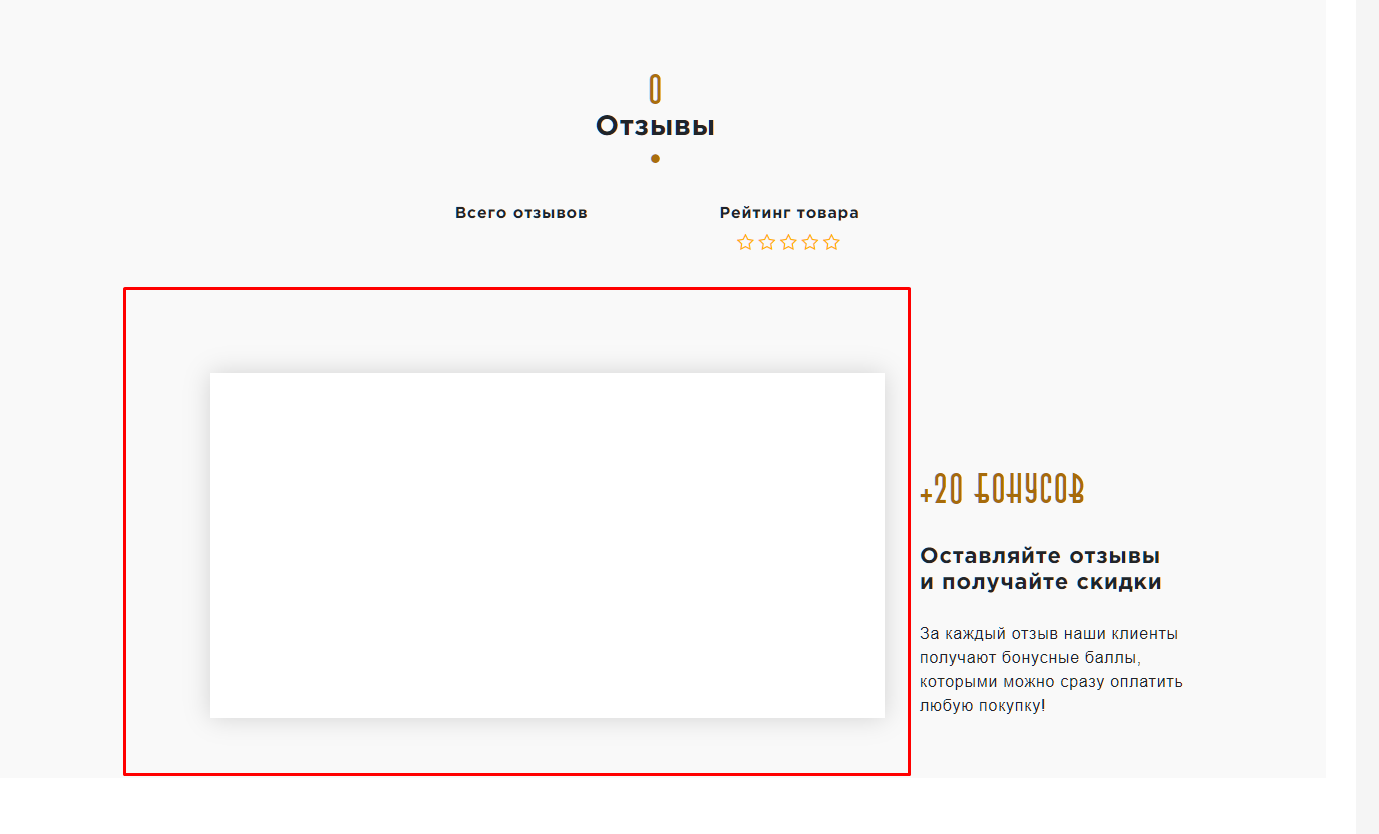 0
Отзывы
Всего отзывов
Рейтинг товара
+20 БОНУСОВ
Оставляйте отзывы
и получайте скидки
За каждый отзыв наши клиенты
получают бонусные баллы,
которыми можно сразу оплатить
любую покупку!